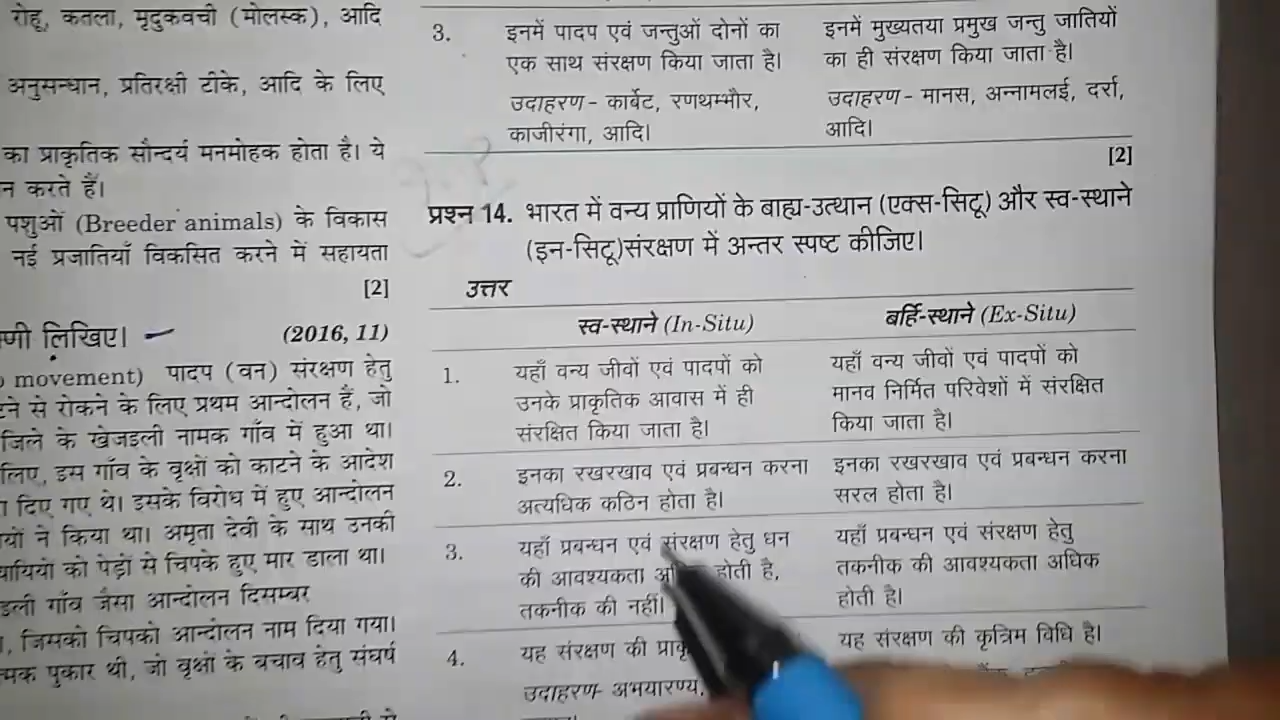 रोहू, कतला, मृदुकवची (मोलस्क), आदि
अनुसन्धान, प्रतिरक्षी टीके, आदि के लिए
का प्राकृतिक सौन्दर्य मनमोहक होता है। ये
न करते हैं।
पशुओं (Breeder animals) के विकास
नई प्रजातियाँ विकसित करने में सहायता
[2]
णी लिखिए। (2016, 11)
movement) पादप (वन) संरक्षण हेतु
टने से रोकने के लिए प्रथम आन्दोलन हैं, जो
जिले के खेजड़ली नामक गाँव में हुआ था।
लिए, इस गाँव के वृक्षों को काटने के आदेश
दिए गए थे। इसके विरोध में हुए आन्दोलन
यों ने किया था। अमृता देवी के साथ उनकी
यायियों को पेड़ों से चिपके हुए मार डाला था।
ड़ली गाँव जैसा आन्दोलन दिसम्बर
जिसको चिपको आन्दोलन नाम दिया गया।
त्मक पुकार थी, जो वृक्षों के बचाव हेतु संघर्ष
3. इनमें पादप एवं जन्तुओं दोनों का इनमें मुख्यतया प्रमुख जन्तु जातियों
एक साथ संरक्षण किया जाता है। का ही संरक्षण किया जाता है।
उदाहरण – कार्बेट, रणथम्भौर, उदाहरण – मानस, अन्नामलई, दर्रा,
काजीरंगा, आदि। आदि।
[2]
प्रश्न 14. भारत में वन्य प्राणियों के बाह्य-उत्थान (एक्स-सिटू) और स्व-स्थाने
(इन-सिटू)संरक्षण में अन्तर स्पष्ट कीजिए।
उत्तर
स्व-स्थाने (In-Situ) बर्हि-स्थाने (Ex-Situ)
1. यहाँ वन्य जीवों एवं पादपों को यहाँ वन्य जीवों एवं पादपों को
उनके प्राकृतिक आवास में ही मानव निर्मित परिवेशों में संरक्षित
संरक्षित किया जाता है। किया जाता है।
2. इनका रखरखाव एवं प्रबन्धन करना इनका रखरखाव एवं प्रबन्धन करना
अत्यधिक कठिन होता है। सरल होता है।
3. यहाँ प्रबन्धन एवं संरक्षण हेतु धन यहाँ प्रबन्धन एवं संरक्षण हेतु
की आवश्यकता होती है, तकनीक की आवश्यकता अधिक
तकनीक की नहीं। होती है।
4. यह संरक्षण की यह संरक्षण की कृत्रिम विधि है।
उदाहरण- अभयारण्य,